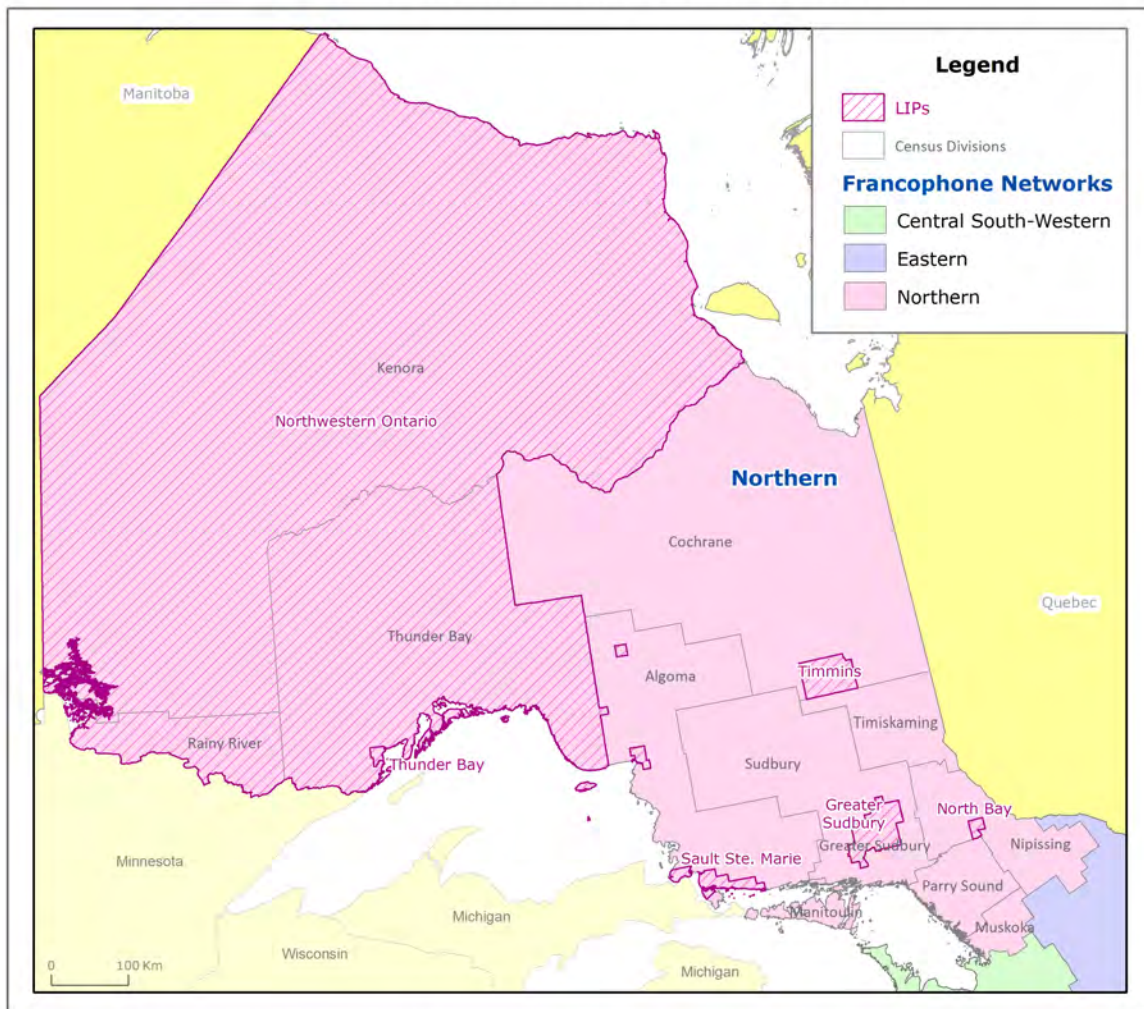 Legend
LIPs
Census Divisions
Francophone Networks
Central South-Western
Eastern
Northern
Manitoba
Kenora
Northwestern Ontario
Northern
Cochrane
Quebec
Thunder Bay
Algoma
Timmins
Timiskaming
Rainy River
Thunder Bay
Sudbury
Greater
Sudbury
North Bay
Greater Sudbury
Nipissing
Sault Ste. Marie
Parry Sound
Minnesota
Michigan
Manitoulin
Muskoka
Wisconsin
Michigan
0 100 Km